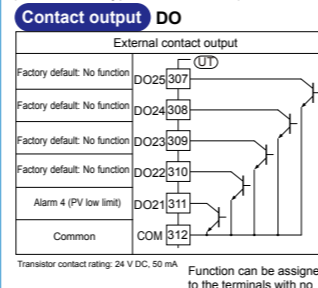 Contact output DO
External contact output
UT
Factory default: No function DO25 307
Factory default: No function DO24 308
Factory default: No function DO23 309
Factory default: No function DO22 310
Alarm 4 (PV low limit) DO21 311
Common COM 312
Transistor contact rating: 24 V DC, 50 mA
Function can be assigne
to the terminals with no